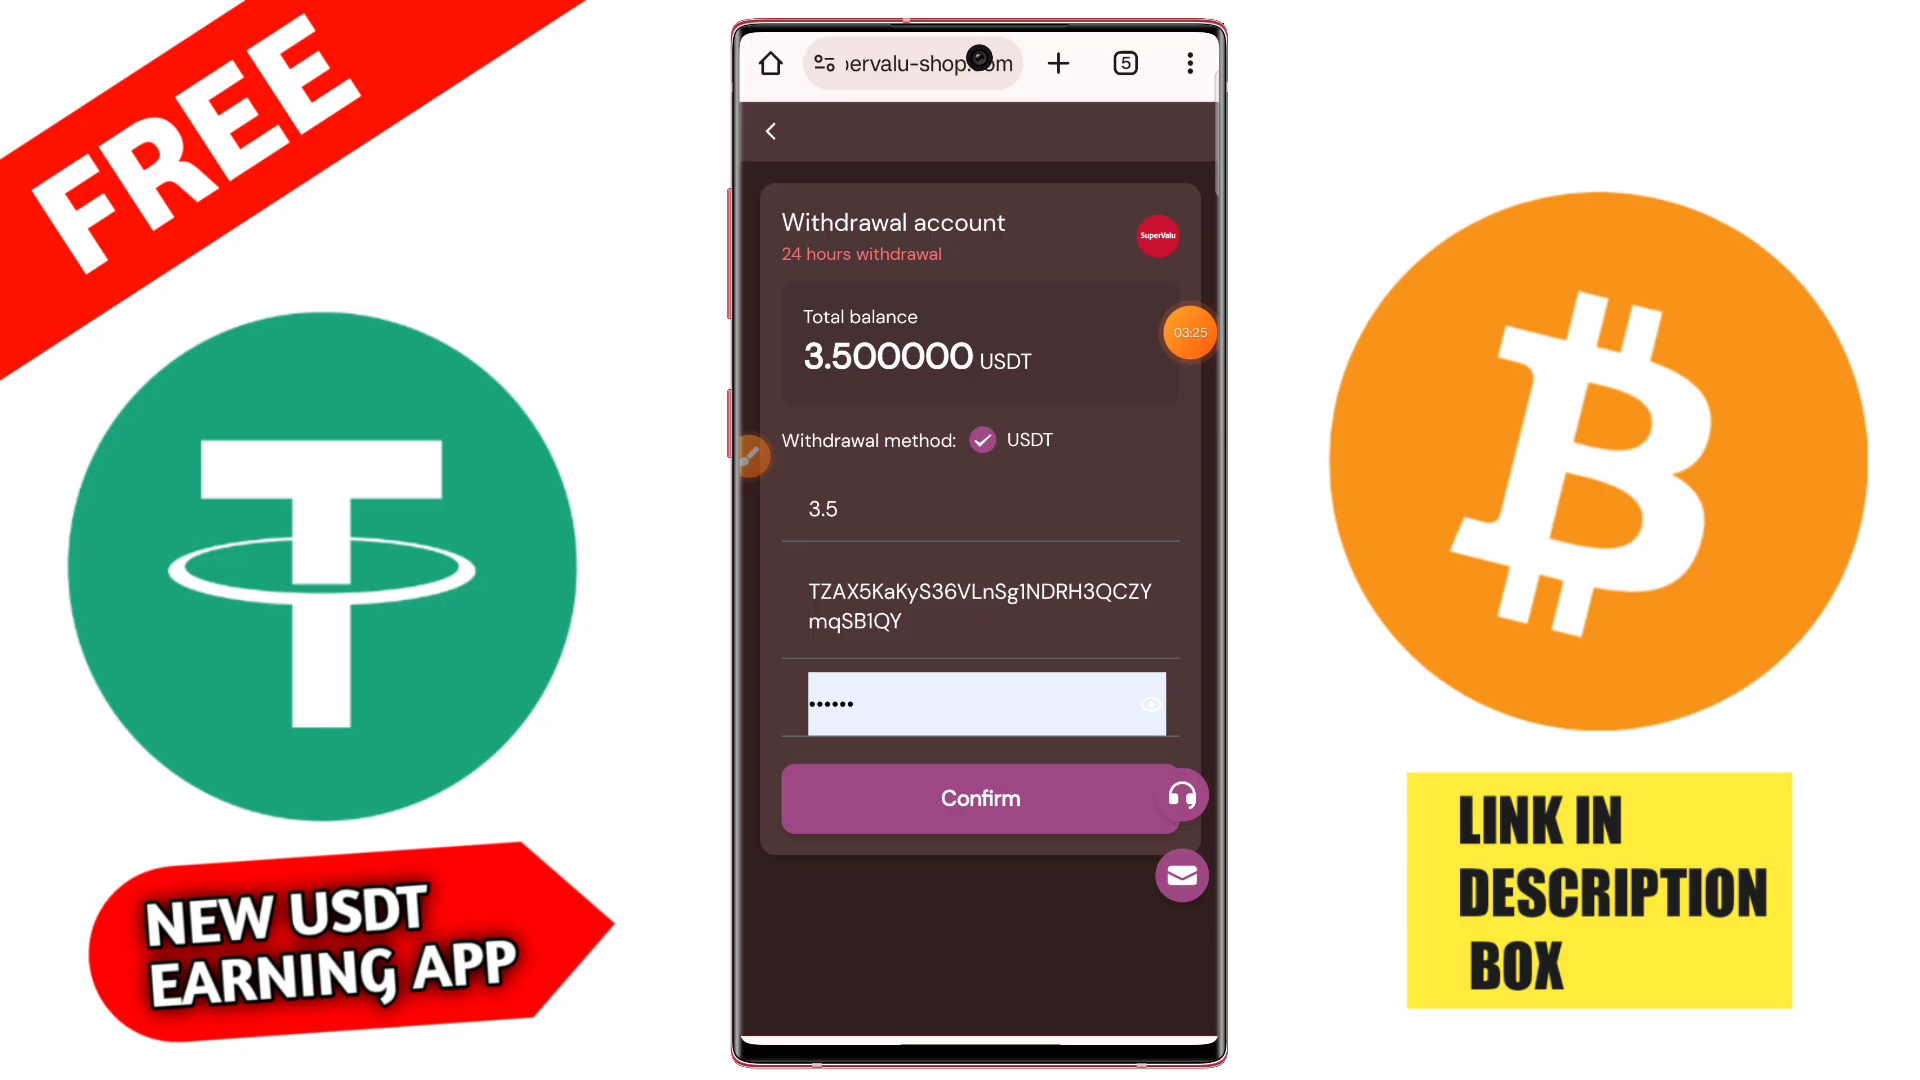 FREE
5
ervalu-shop.com
Withdrawal account
24 hours withdrawal
SuperValu
Total balance
3.500000 USDT
03:25
Withdrawal method: USDT
3.5
TZAX5KaKyS36VLnSg1NDRH3QCZY
mqSB1QY
••••••
Confirm
NEW USDT
EARNING APP
LINK IN
DESCRIPTION
BOX